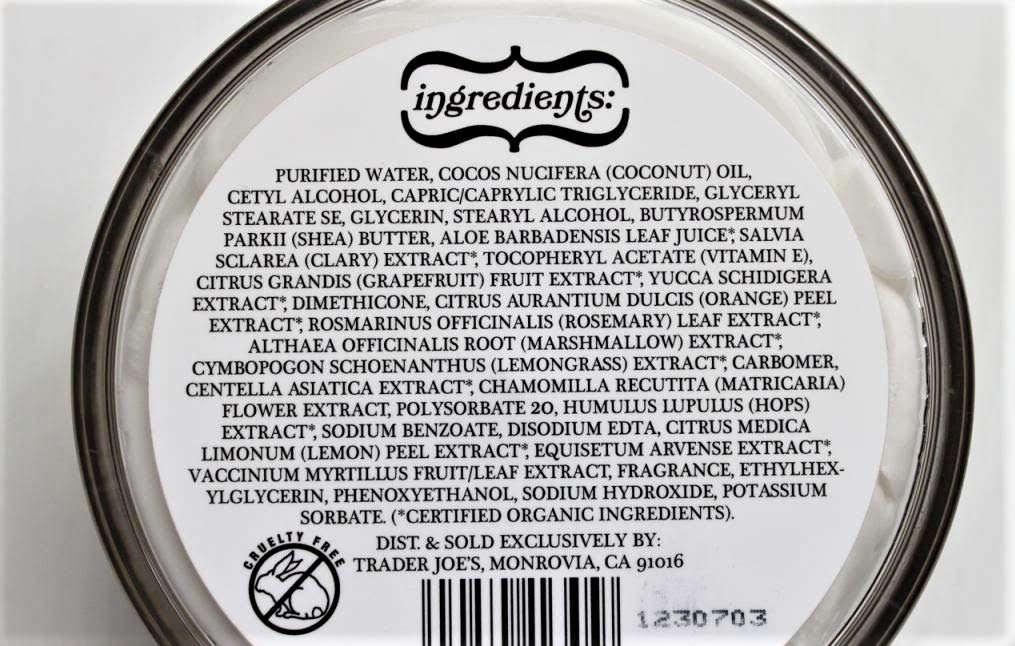 ingredients:
PURIFIED WATER, COCOS NUCIFERA (COCONUT) OIL,
CETYL ALCOHOL, CAPRIC/CAPRYLIC TRIGLYCERIDE, GLYCERYL
STEARATE SE, GLYCERIN, STEARYL ALCOHOL, BUTYROSPERMUM
PARKII (SHEA) BUTTER, ALOE BARBADENSIS LEAF JUICE*, SALVIA
SCLAREA (CLARY) EXTRACT*, TOCOPHERYL ACETATE (VITAMIN E),
CITRUS GRANDIS (GRAPEFRUIT) FRUIT EXTRACT*, YUCCA SCHIDIGERA
EXTRACT*, DIMETHICONE, CITRUS AURANTIUM DULCIS (ORANGE) PEEL
EXTRACT*, ROSMARINUS OFFICINALIS (ROSEMARY) LEAF EXTRACT*,
ALTHAEA OFFICINALIS ROOT (MARSHMALLOW) EXTRACT*,
CYMBOPOGON SCHOENANTHUS (LEMONGRASS) EXTRACT*, CARBOMER,
CENTELLA ASIATICA EXTRACT*, CHAMOMILLA RECUTITA (MATRICARIA)
FLOWER EXTRACT, POLYSORBATE 20, HUMULUS LUPULUS (HOPS)
EXTRACT*, SODIUM BENZOATE, DISODIUM EDTA, CITRUS MEDICA
LIMONUM (LEMON) PEEL EXTRACT*, EQUISETUM ARVENSE EXTRACT*,
VACCINIUM MYRTILLUS FRUIT/LEAF EXTRACT, FRAGRANCE, ETHYLHEX-
YLGLYCERIN, PHENOXYETHANOL, SODIUM HYDROXIDE, POTASSIUM
SORBATE. (*CERTIFIED ORGANIC INGREDIENTS).
CRUELTY FREE
DIST. & SOLD EXCLUSIVELY BY:
TRADER JOE'S, MONROVIA, CA 91016
1230703